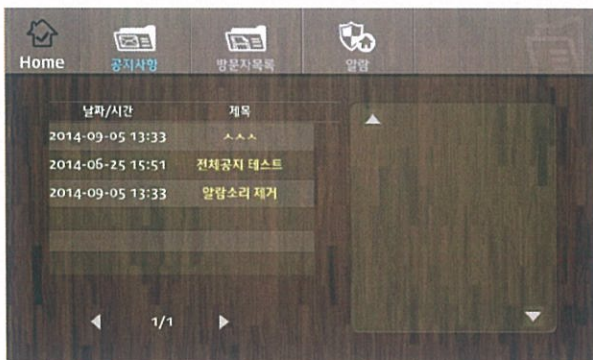 Home 공지사항 방문자목록 알람
날짜/시간 제목
2014-09-05 13:33 ㅅㅅㅅ
2014-06-25 15:51 전체공지 테스트
2014-09-05 13:33 알람소리 제거
1/1